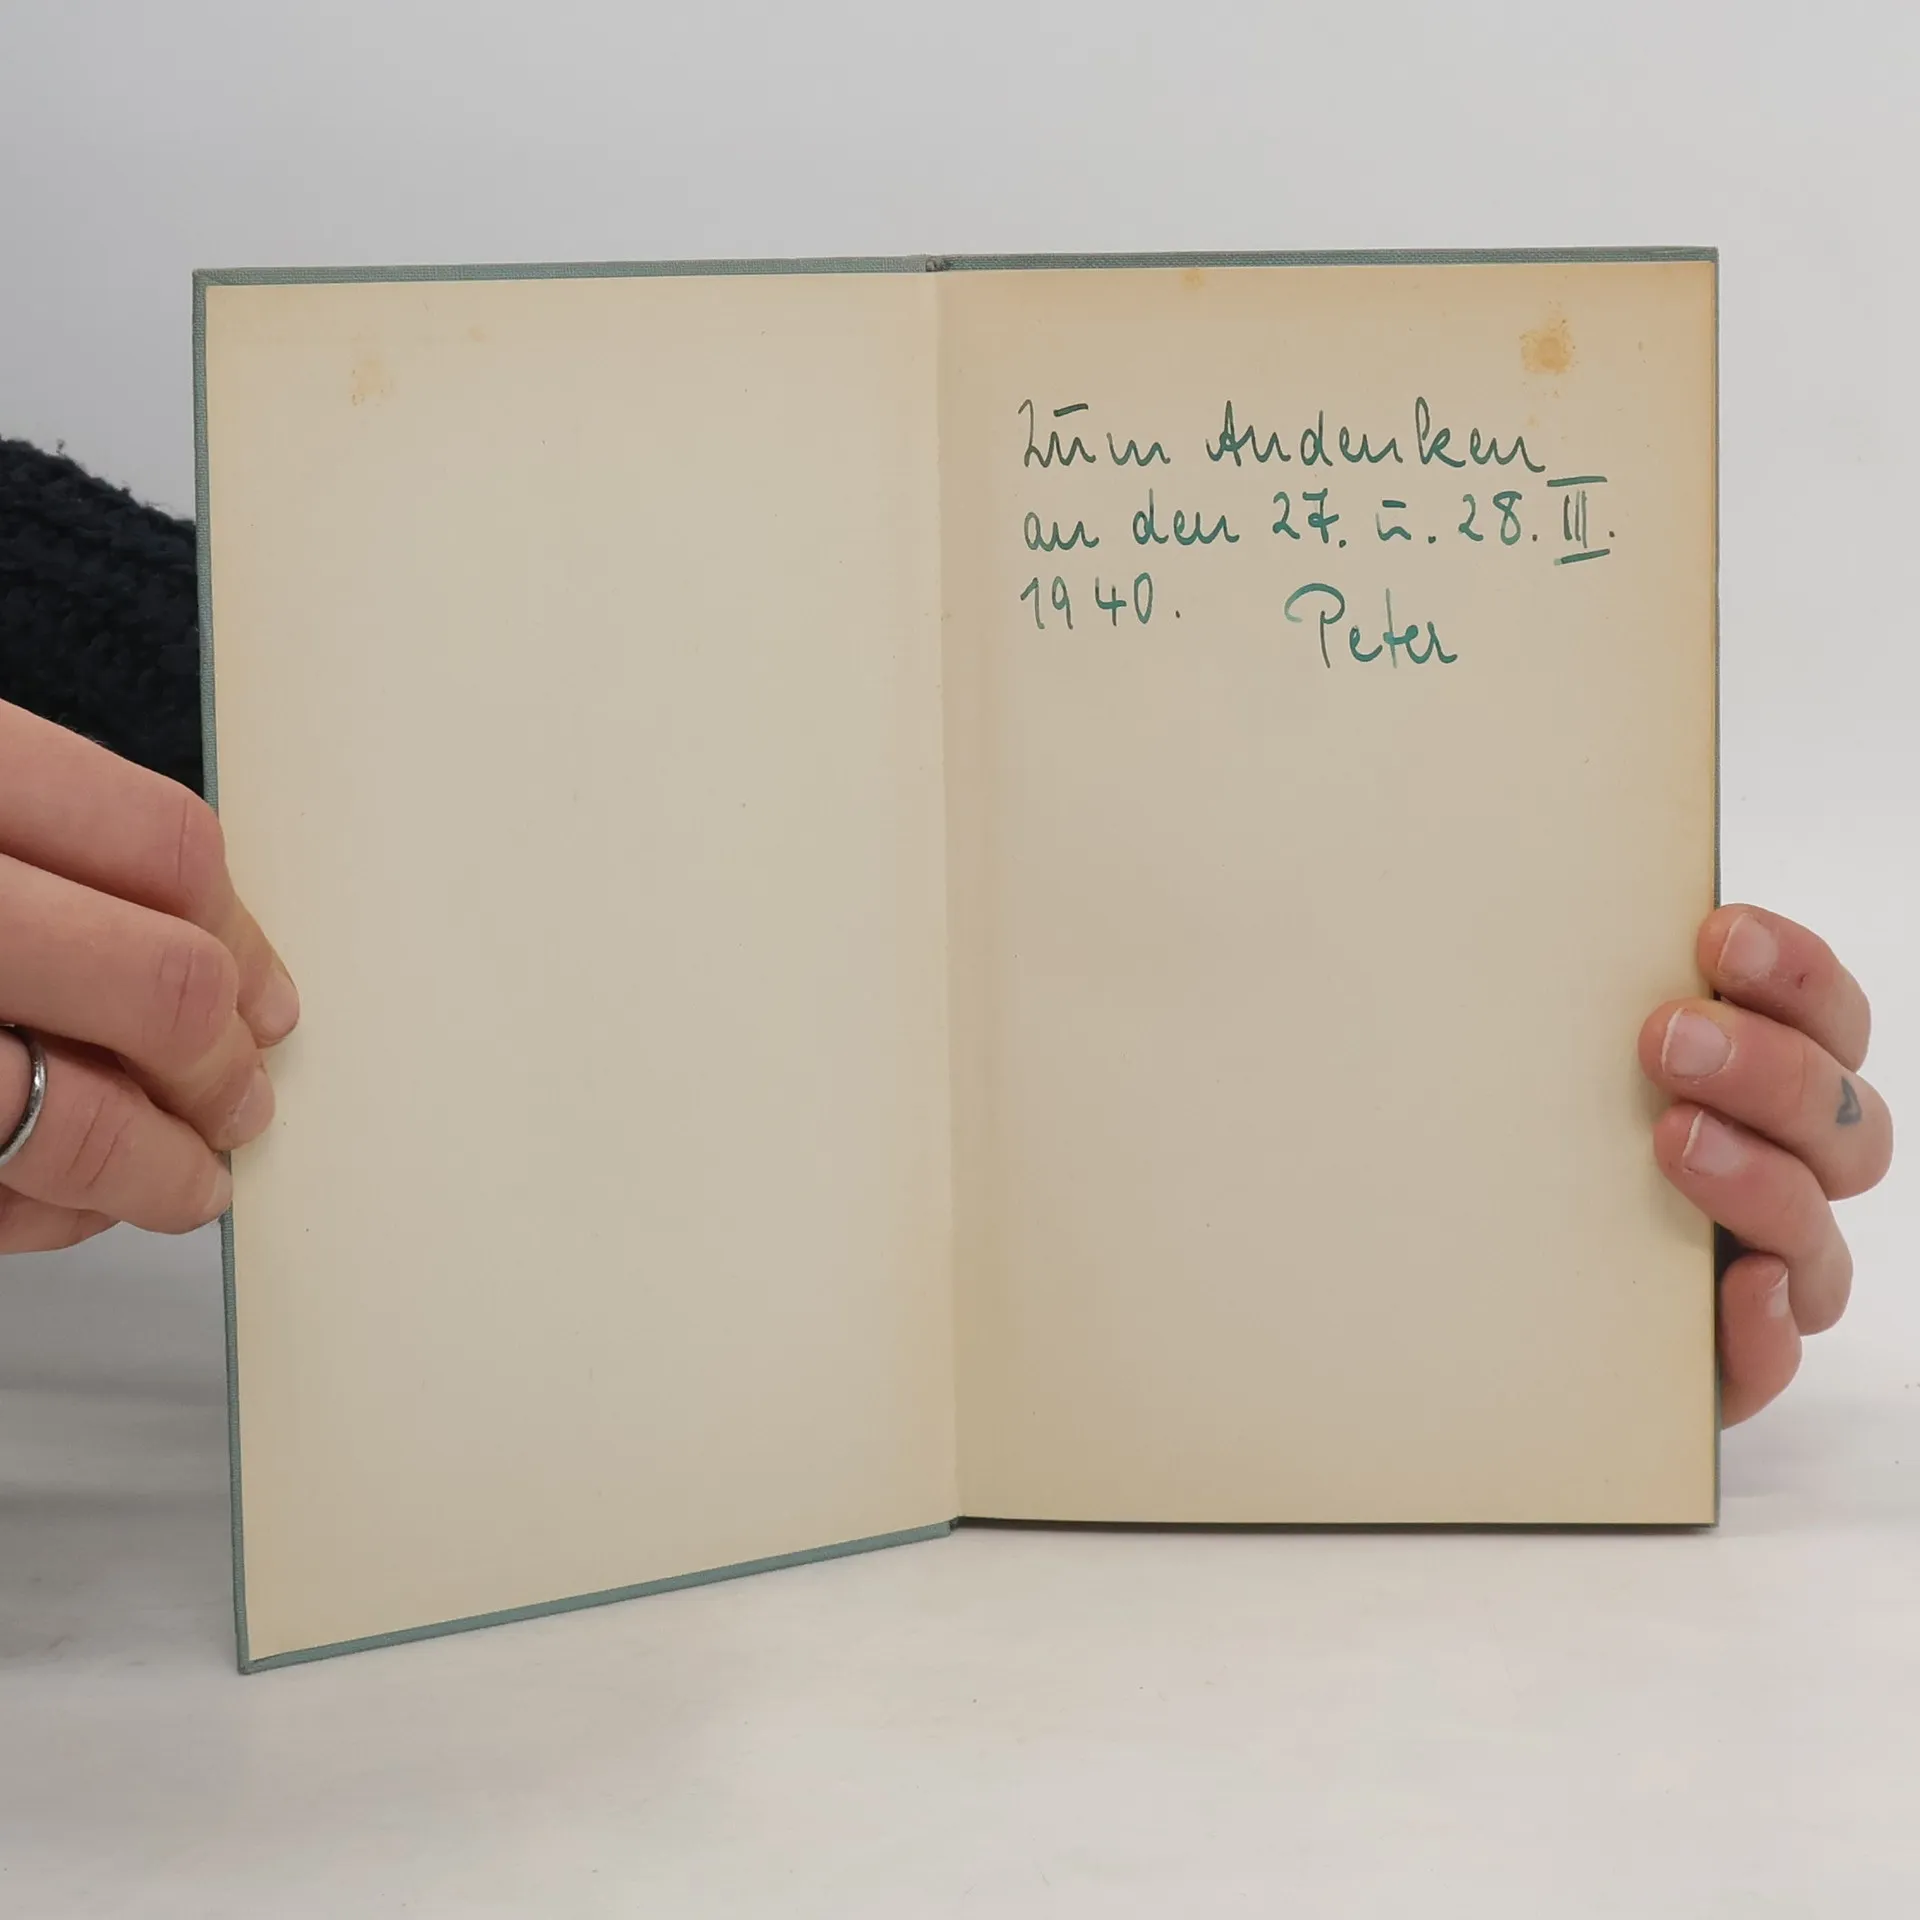 Zum Andenken
an den 27. u. 28. III.
1940. Peter